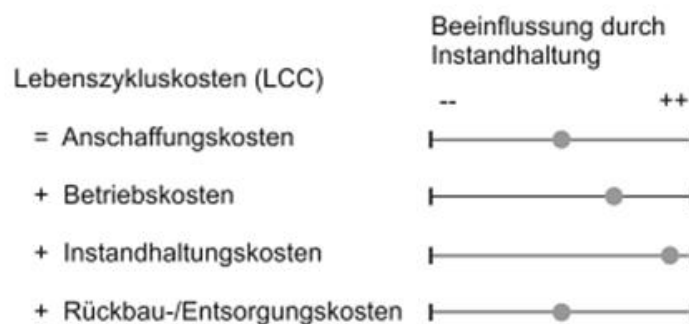 Beeinflussung durch
Instandhaltung
Lebenszykluskosten (LCC)
-- ++
= Anschaffungskosten
+ Betriebskosten
+ Instandhaltungskosten
+ Rückbau-/Entsorgungskosten